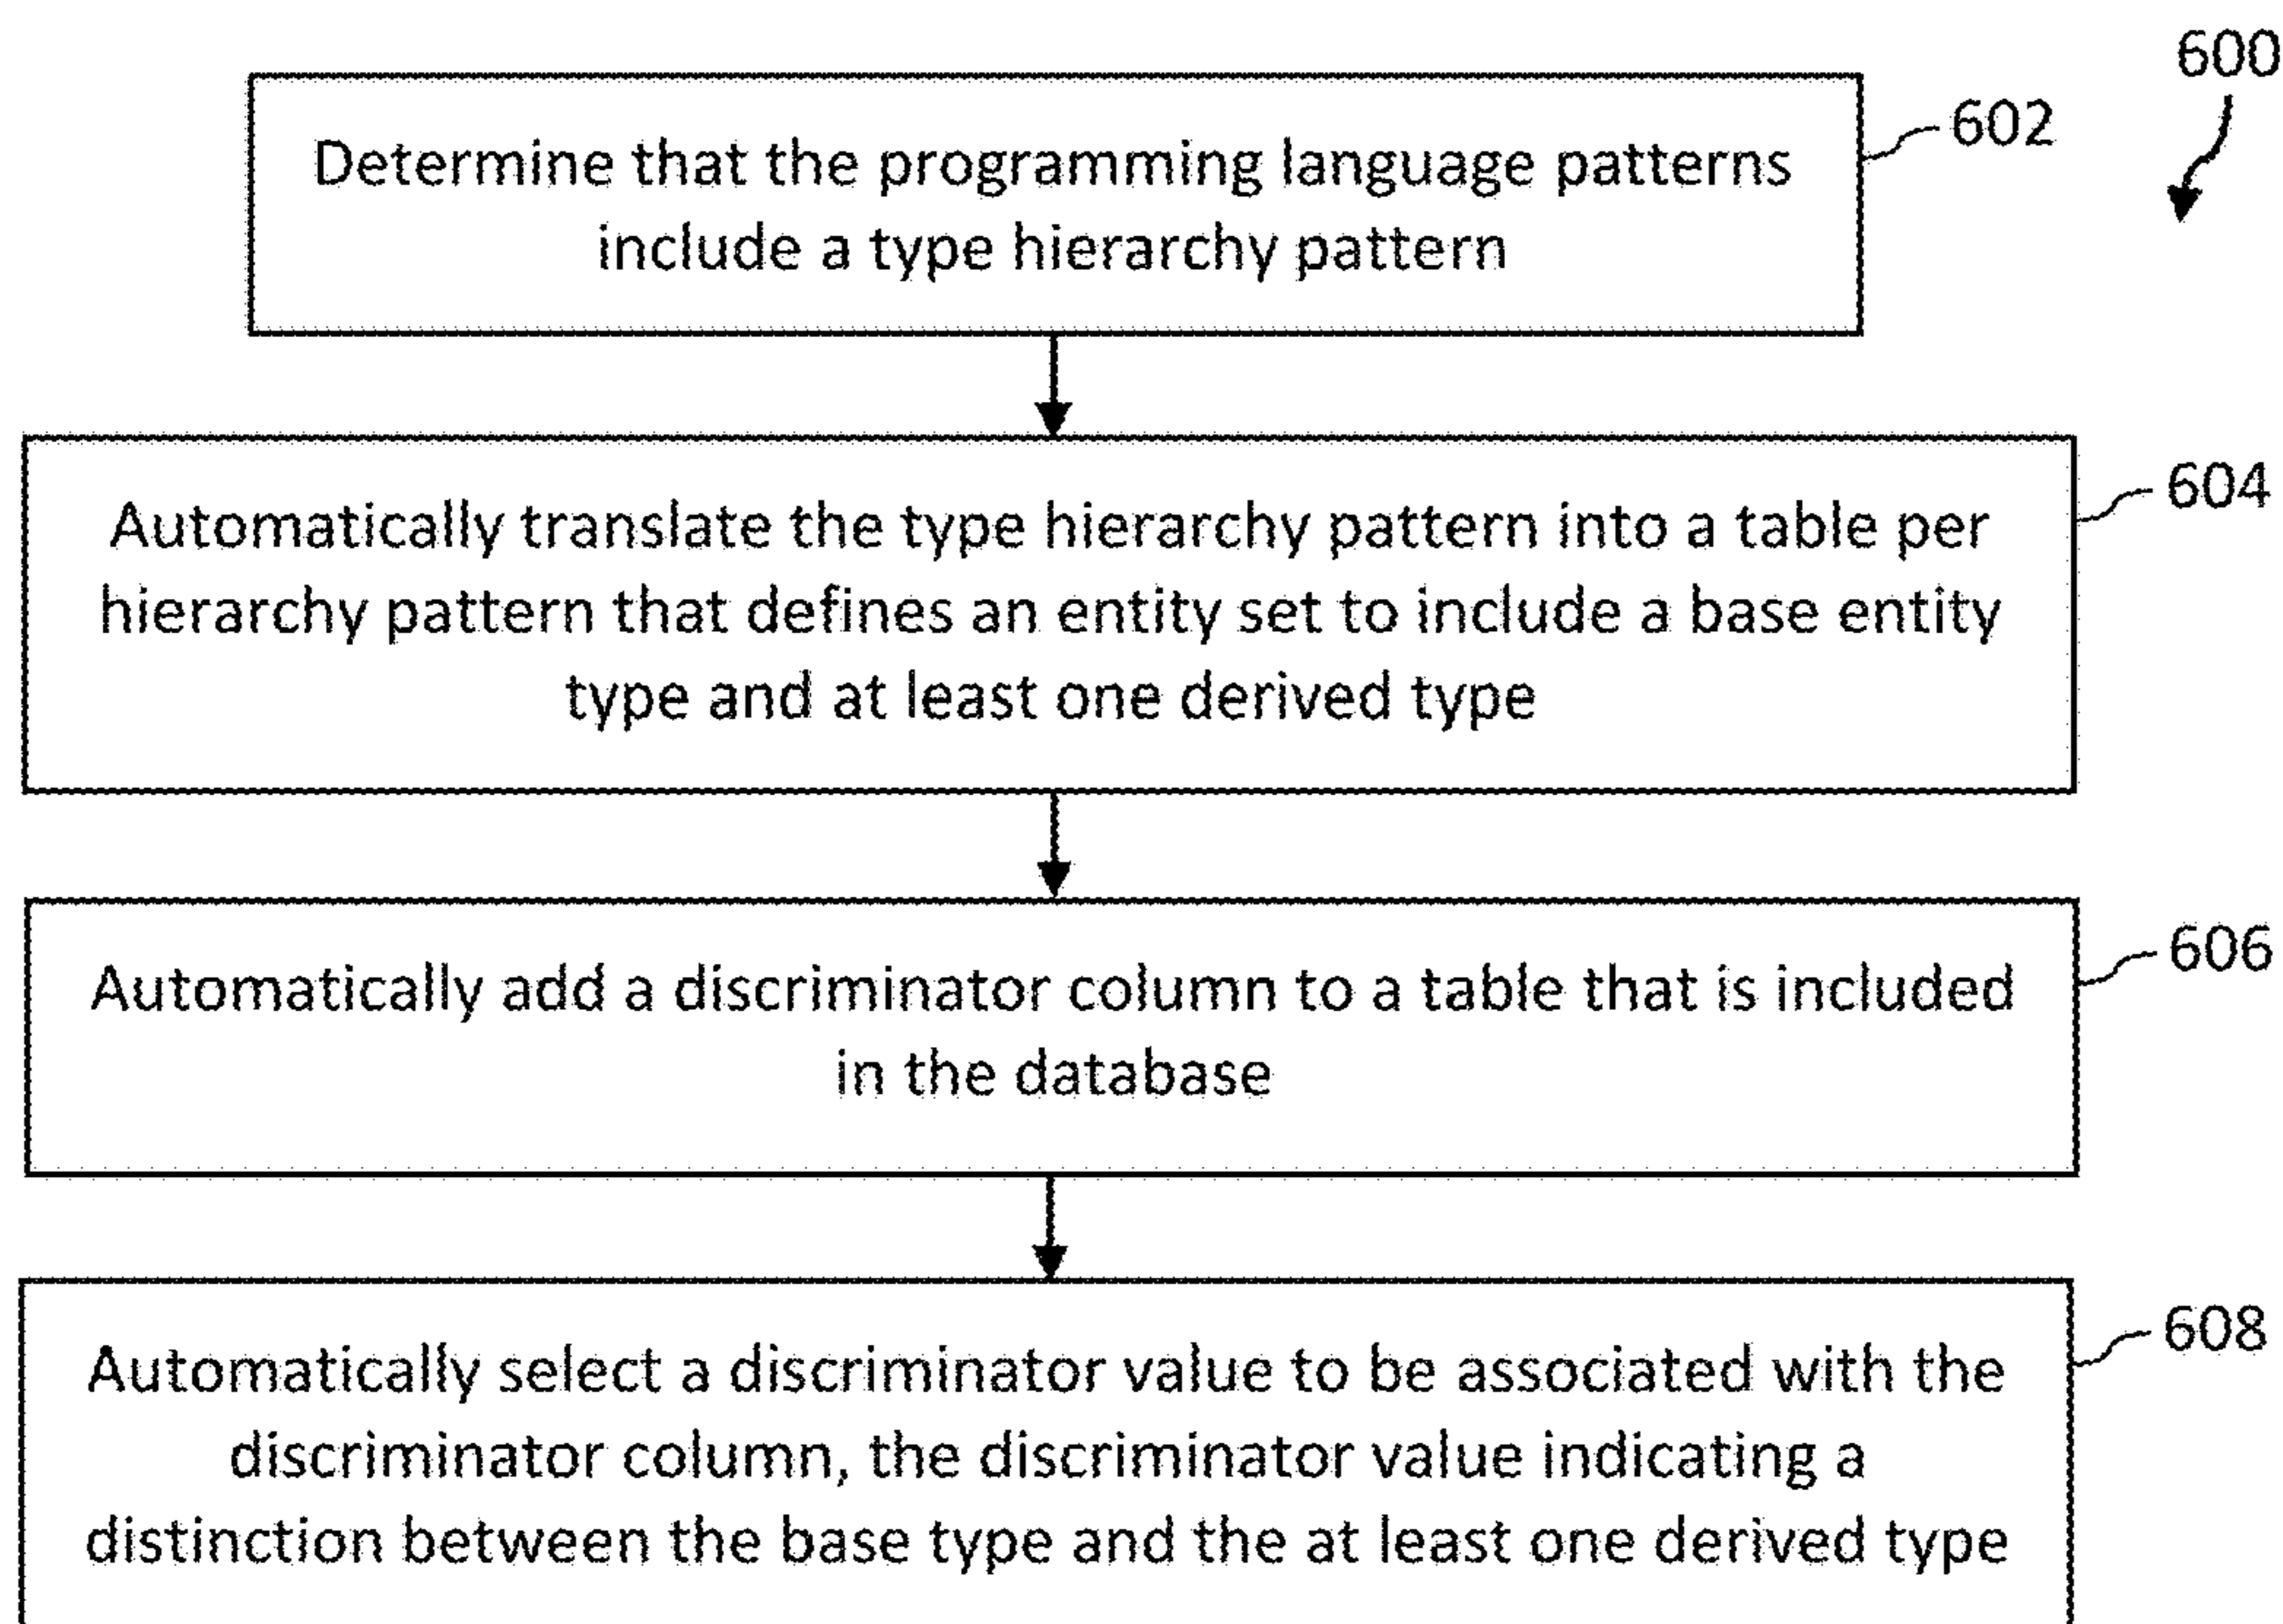 600
Determine that the programming language patterns
include a type hierarchy pattern
602
Automatically translate the type hierarchy pattern into a table per
hierarchy pattern that defines an entity set to include a base entity
type and at least one derived type
604
Automatically add a discriminator column to a table that is included
in the database
606
Automatically select a discriminator value to be associated with the
discriminator column, the discriminator value indicating a
distinction between the base type and the at least one derived type
608